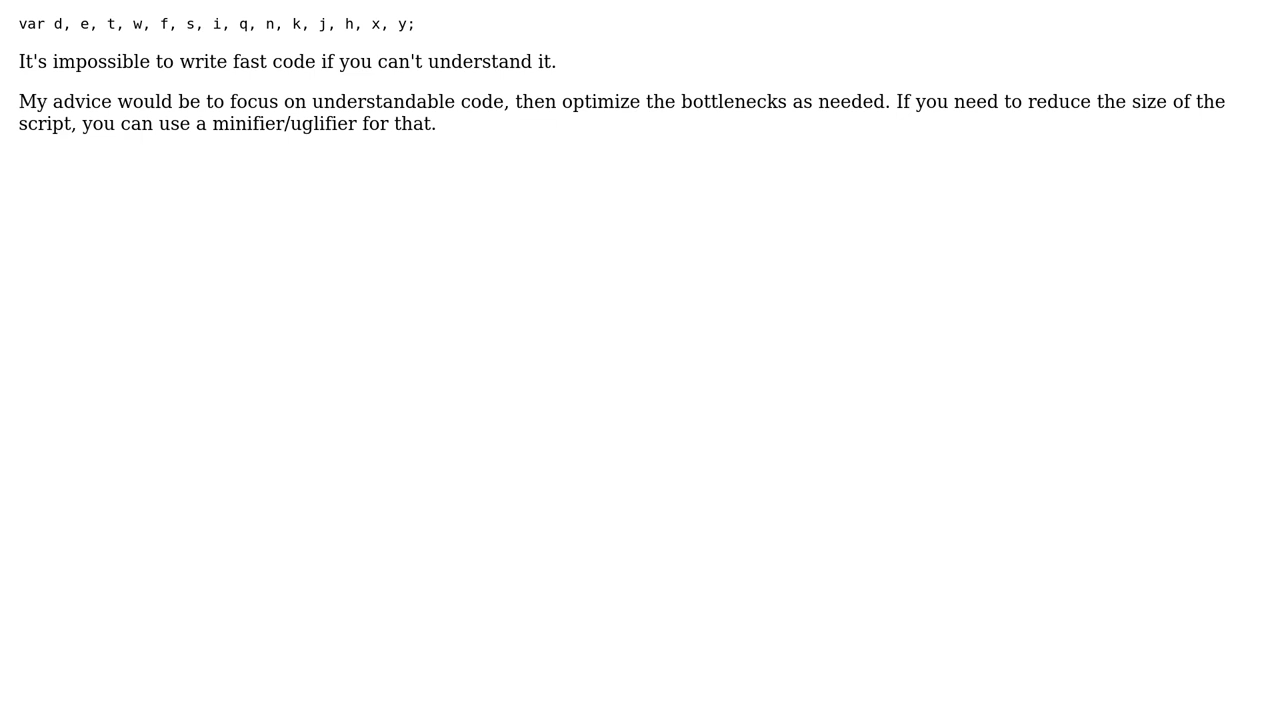 var d, e, t, w, f, s, i, q, n, k, j, h, x, y;
It's impossible to write fast code if you can't understand it.
My advice would be to focus on understandable code, then optimize the bottlenecks as needed. If you need to reduce the size of the
script, you can use a minifier/uglifier for that.